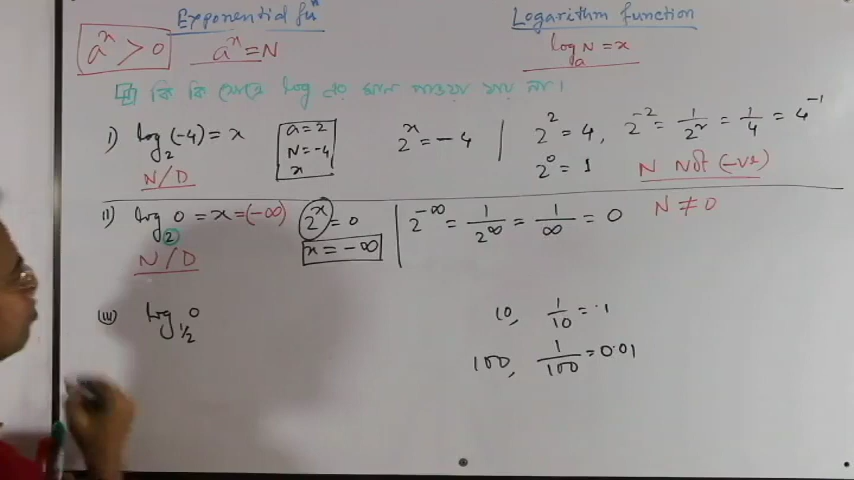 Exponential fn
Logarithm function
aˣ > 0
aˣ = N
logₐ N = x
কি কি ক্ষেত্রে log এর মান পাওয়া যায় না।
i) log₂(-4) = x
N/D
a = 2
N = -4
x
2ˣ = -4
2² = 4, 2⁻² = 1/2² = 1/4 = 4⁻¹
2⁰ = 1
N Not (-ve)
ii) log₂ 0 = x = (-∞)
N/D
2ˣ = 0
x = -∞
2^-∞ = 1/2^∞ = 1/∞ = 0
N ≠ 0
(iii) log_1/2 0
10, 1/10 = .1
100, 1/100 = 0.01